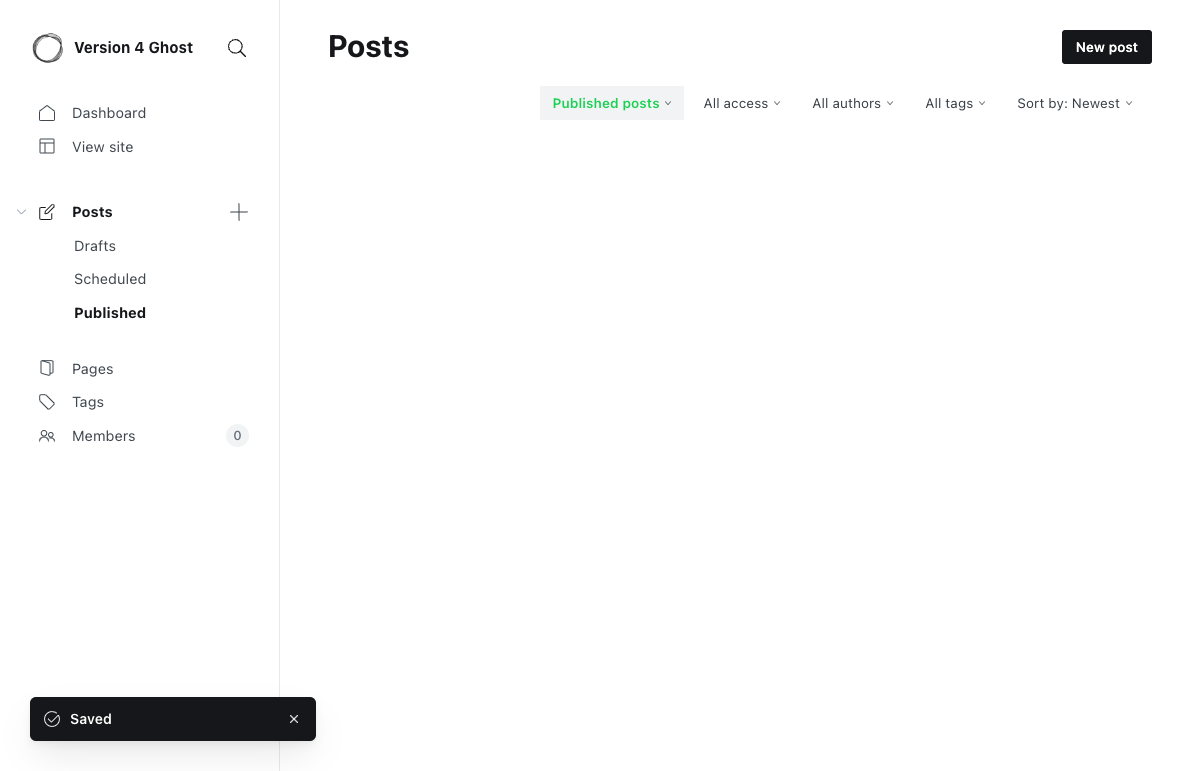 Version 4 Ghost
Dashboard
View site
Posts
Drafts
Scheduled
Published
Pages
Tags
Members 0
Posts
New post
Published posts All access All authors All tags Sort by: Newest
Saved